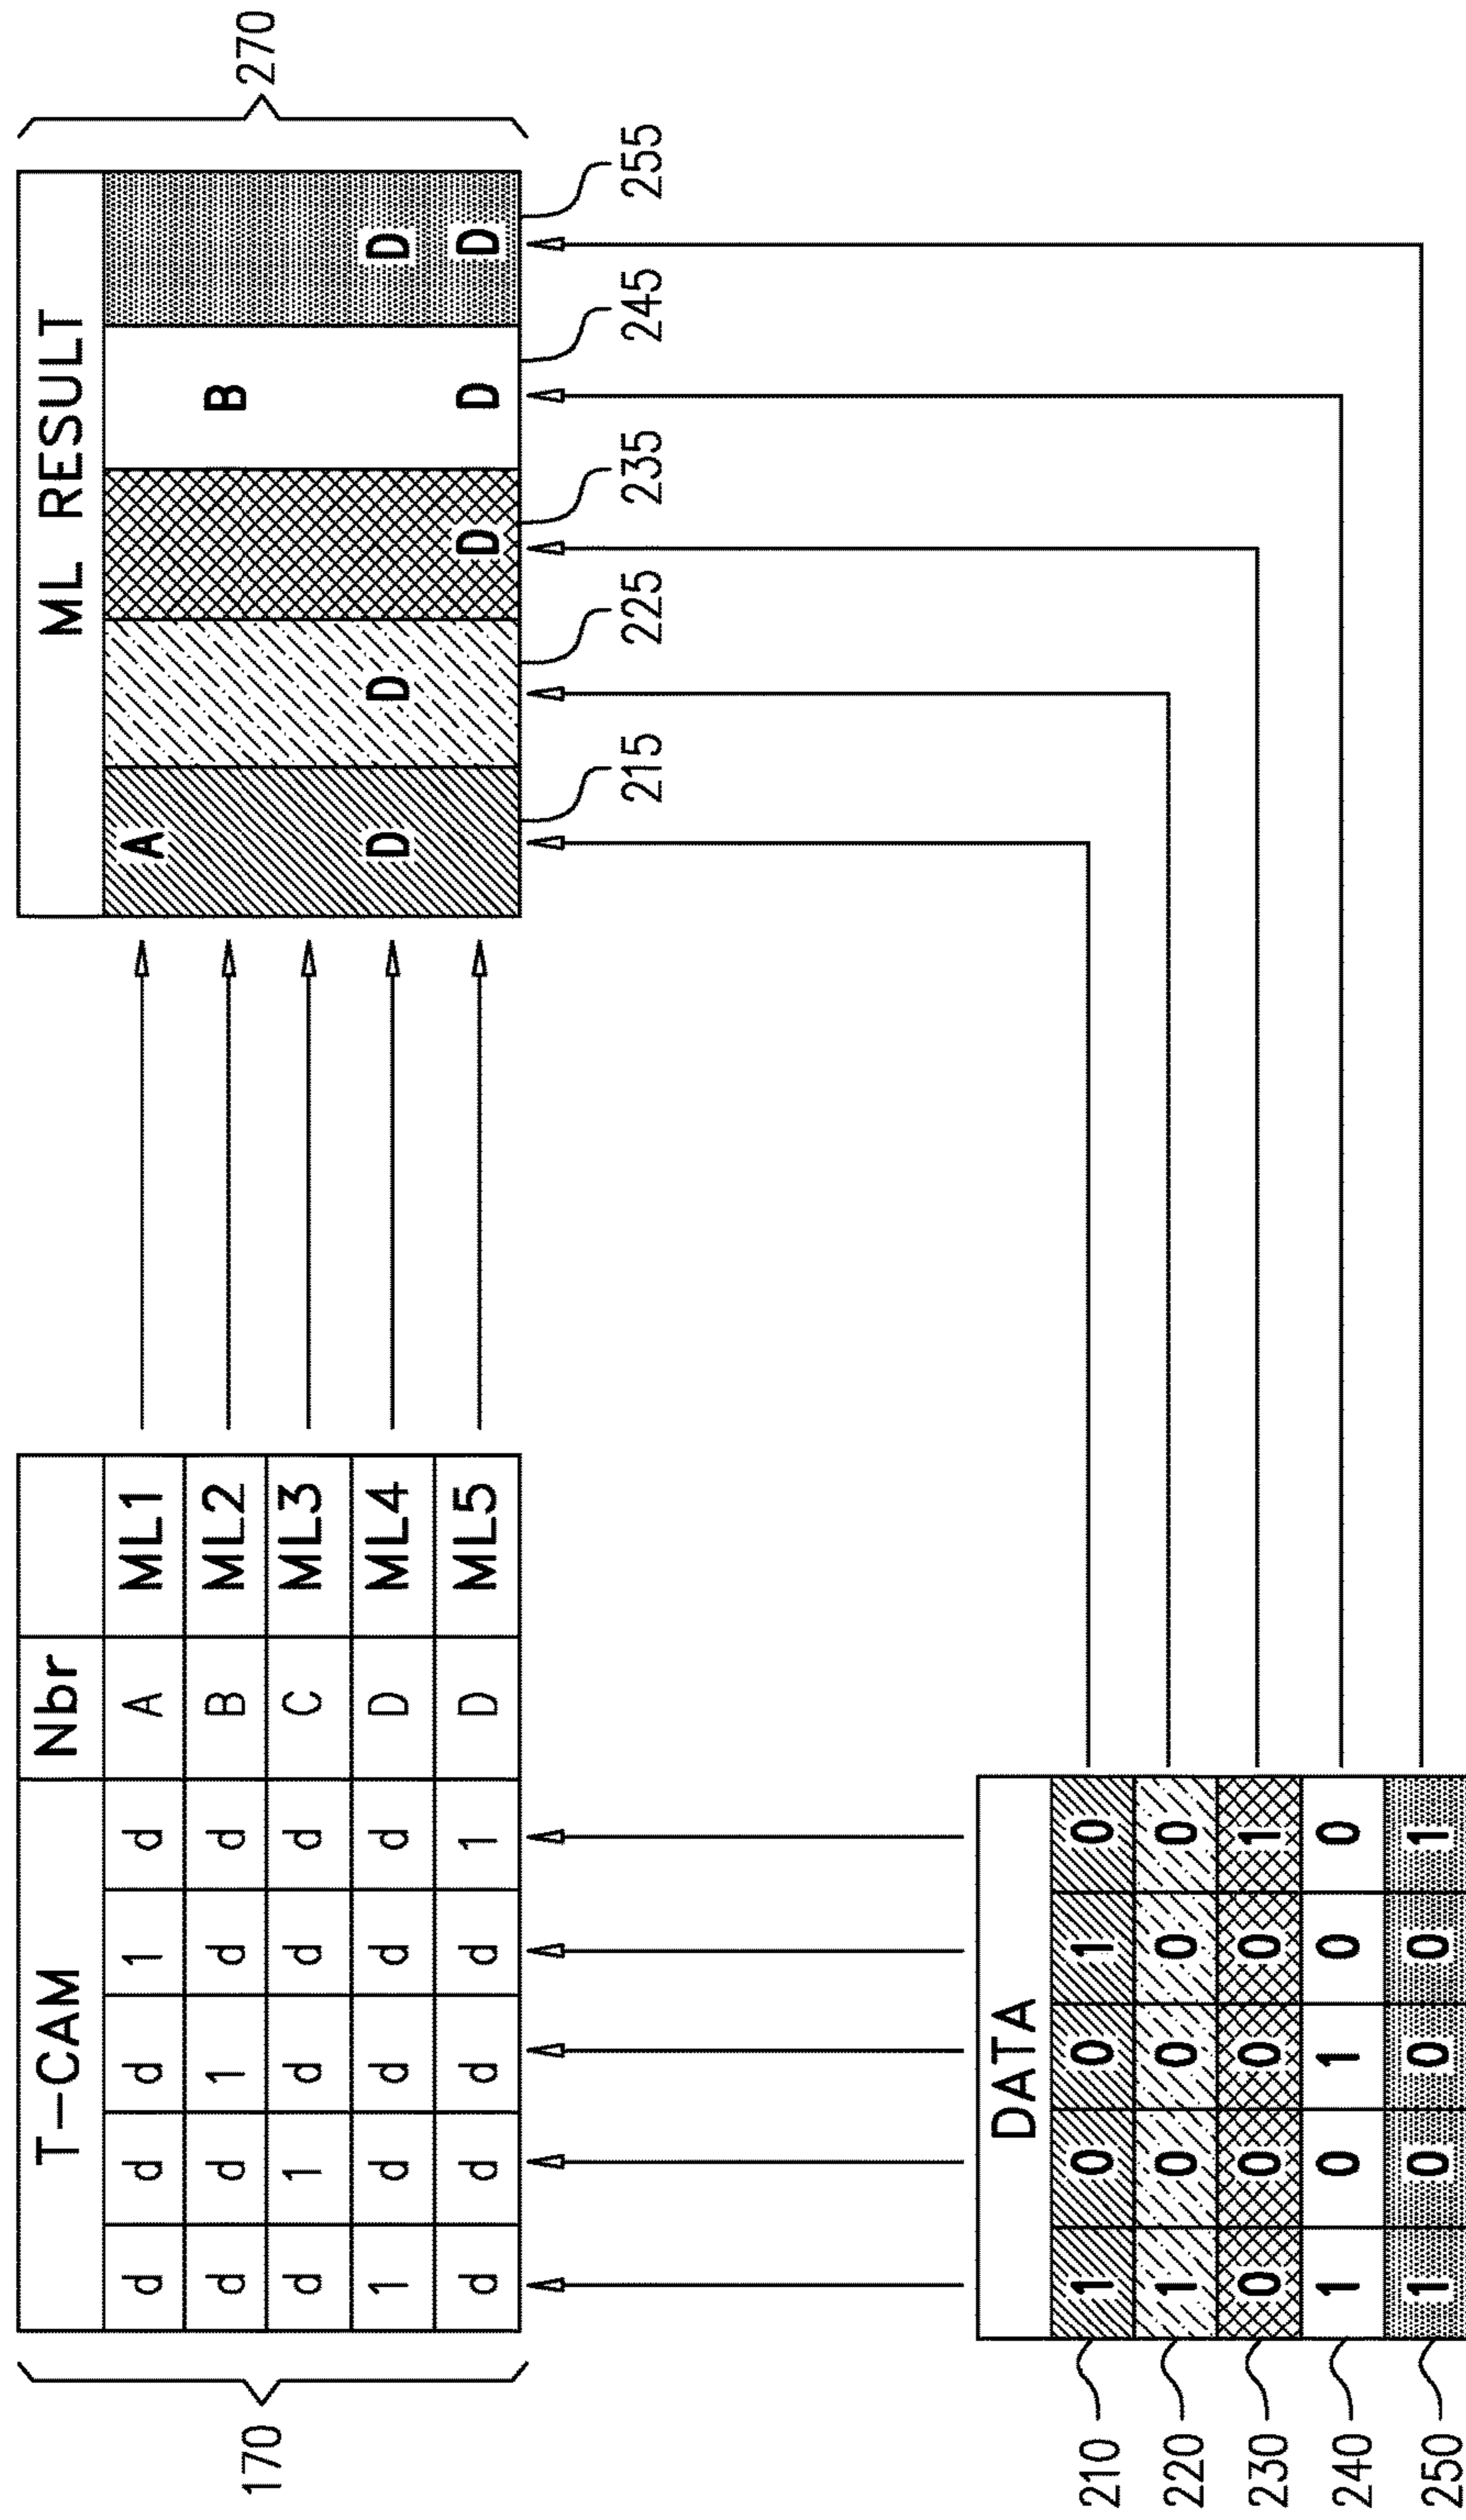 T-CAM Nbr
d d d 1 d A ML1
d d 1 d d B ML2
d 1 d d d C ML3
1 d d d d D ML4
d d d d 1 D ML5
170
ML RESULT
A
B
D D D
D D D
270
215 225 235 245 255
DATA
210 1 0 0 1 0
220 1 0 0 0 0
230 0 0 0 0 1
240 1 0 1 0 0
250 1 0 0 0 1